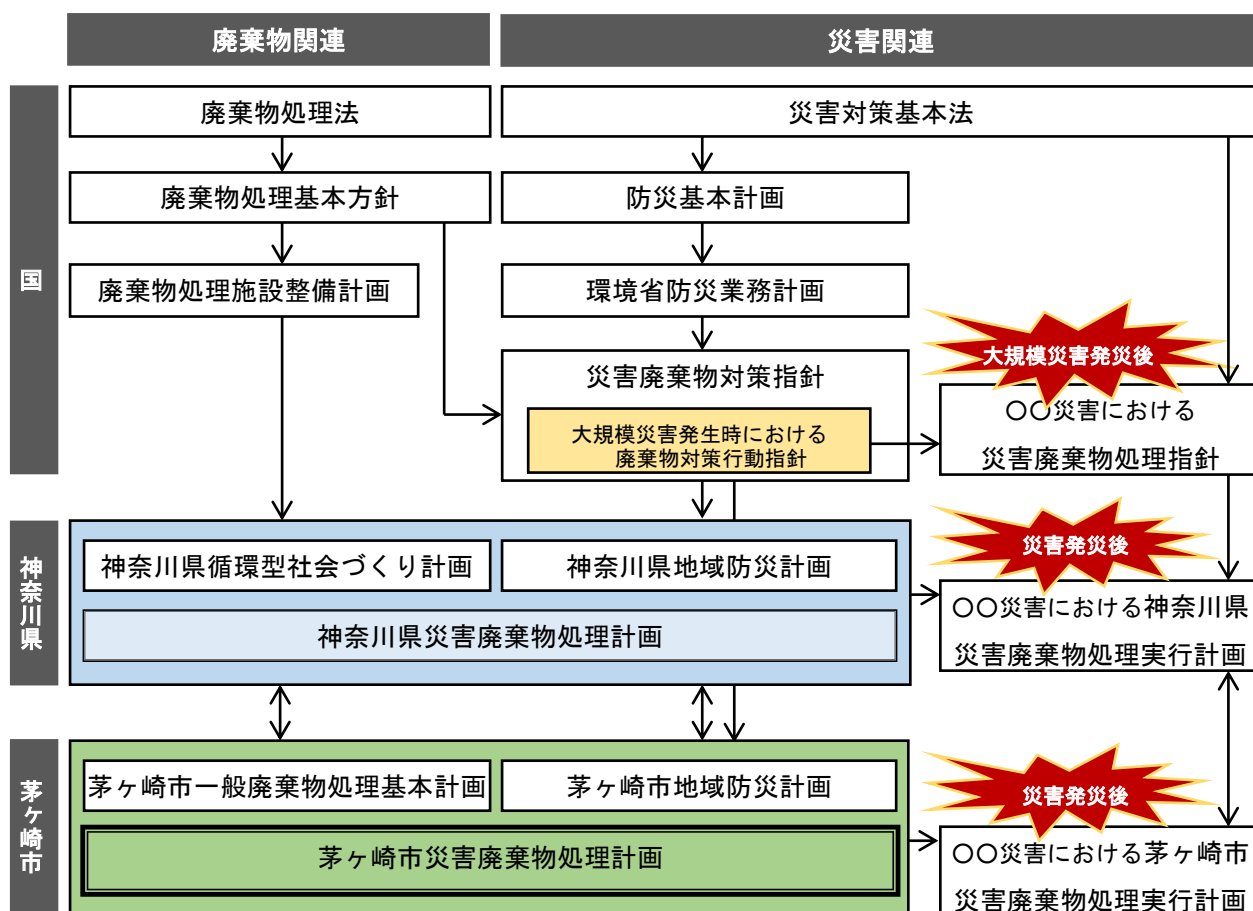 廃棄物関連
災害関連
国
廃棄物処理法
災害対策基本法
廃棄物処理基本方針
防災基本計画
廃棄物処理施設整備計画
環境省防災業務計画
災害廃棄物対策指針
大規模災害発生時における
廃棄物対策行動指針
大規模災害発災後
〇〇災害における
災害廃棄物処理指針
神奈川県
神奈川県循環型社会づくり計画
神奈川県地域防災計画
神奈川県災害廃棄物処理計画
災害発災後
〇〇災害における神奈川県
災害廃棄物処理実行計画
茅ヶ崎市
茅ヶ崎市一般廃棄物処理基本計画
茅ヶ崎市地域防災計画
茅ヶ崎市災害廃棄物処理計画
災害発災後
〇〇災害における茅ヶ崎市
災害廃棄物処理実行計画